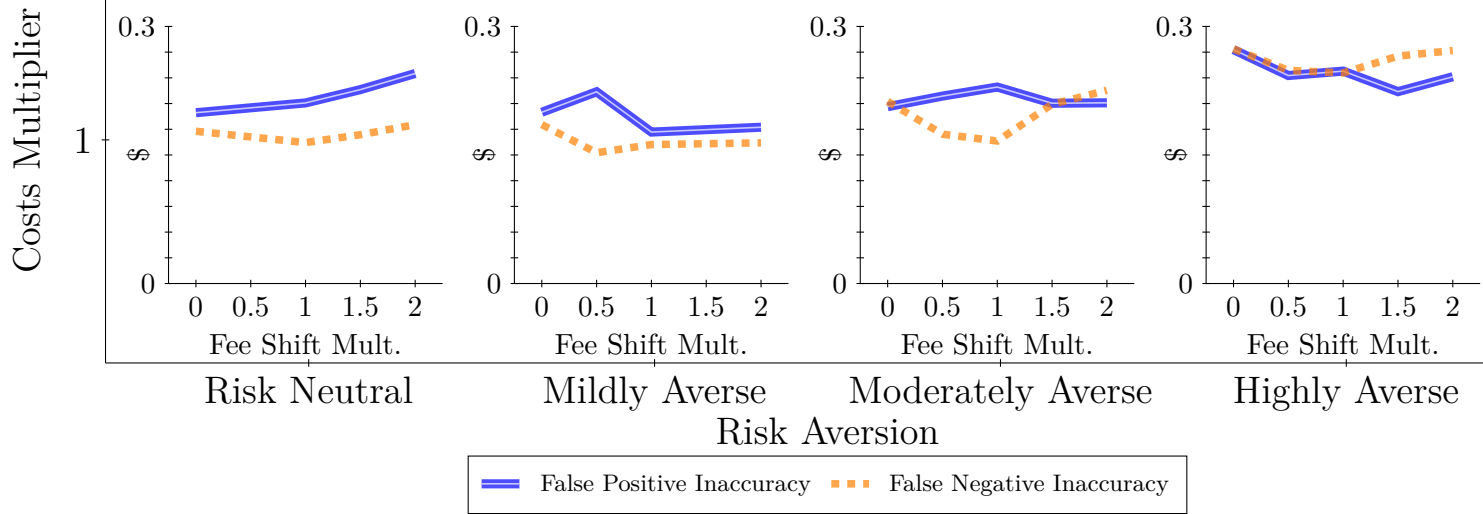 Costs Multiplier
1
0.3
$
0
0 0.5 1 1.5 2
Fee Shift Mult.
0.3
$
0
0 0.5 1 1.5 2
Fee Shift Mult.
0.3
$
0
0 0.5 1 1.5 2
Fee Shift Mult.
0.3
$
0
0 0.5 1 1.5 2
Fee Shift Mult.
Risk Neutral
Mildly Averse
Moderately Averse
Highly Averse
Risk Aversion
False Positive Inaccuracy
False Negative Inaccuracy